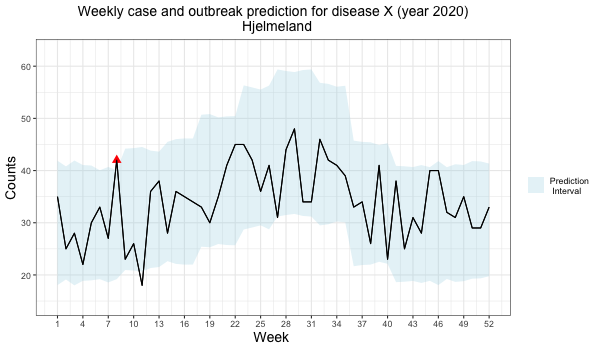 Weekly case and outbreak prediction for disease X (year 2020)
Hjelmeland
Counts
60
50
40
30
20
1 4 7 10 13 16 19 22 25 28 31 34 37 40 43 46 49 52
Week
Prediction
Interval